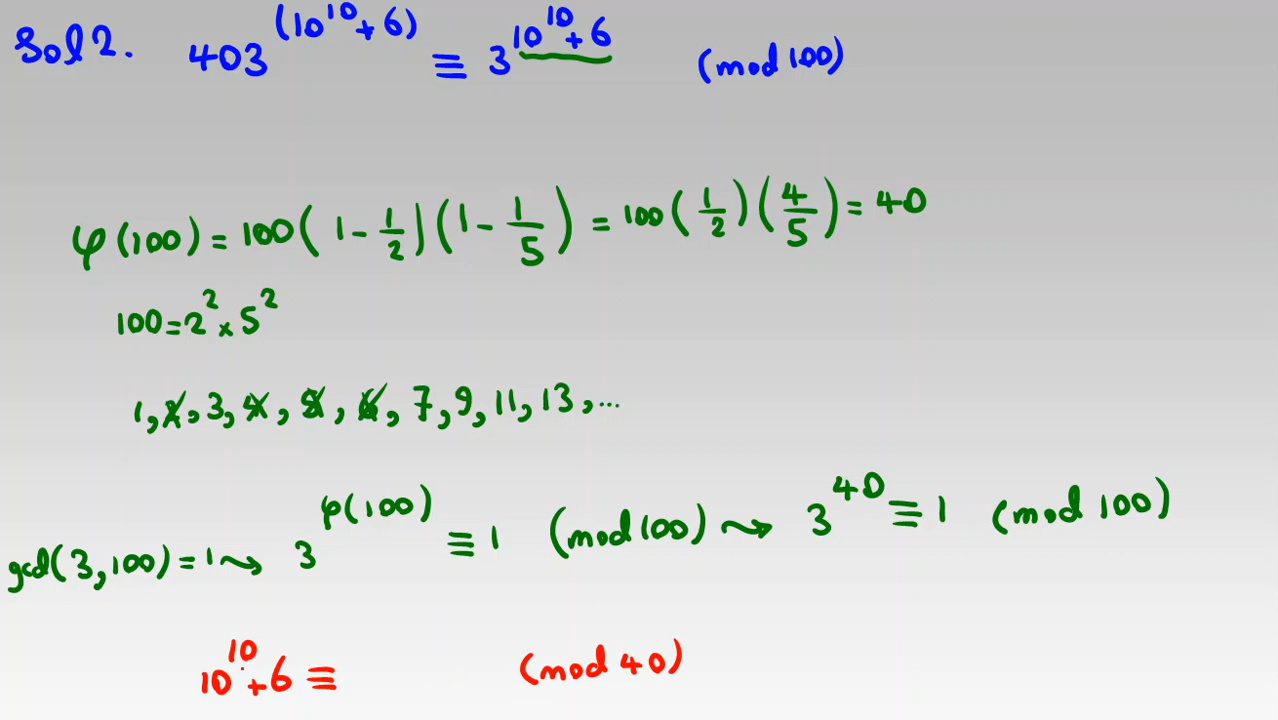 Sol 2. 403^(10^10 + 6) ≡ 3^(10^10 + 6) (mod 100)
φ(100) = 100(1 - 1/2)(1 - 1/5) = 100(1/2)(4/5) = 40
100 = 2^2 × 5^2
1, 2, 3, 4, 5, 6, 7, 9, 11, 13, ...
gcd(3, 100) = 1 ⇝ 3^φ(100) ≡ 1 (mod 100) ⇝ 3^40 ≡ 1 (mod 100)
10^10 + 6 ≡ (mod 40)